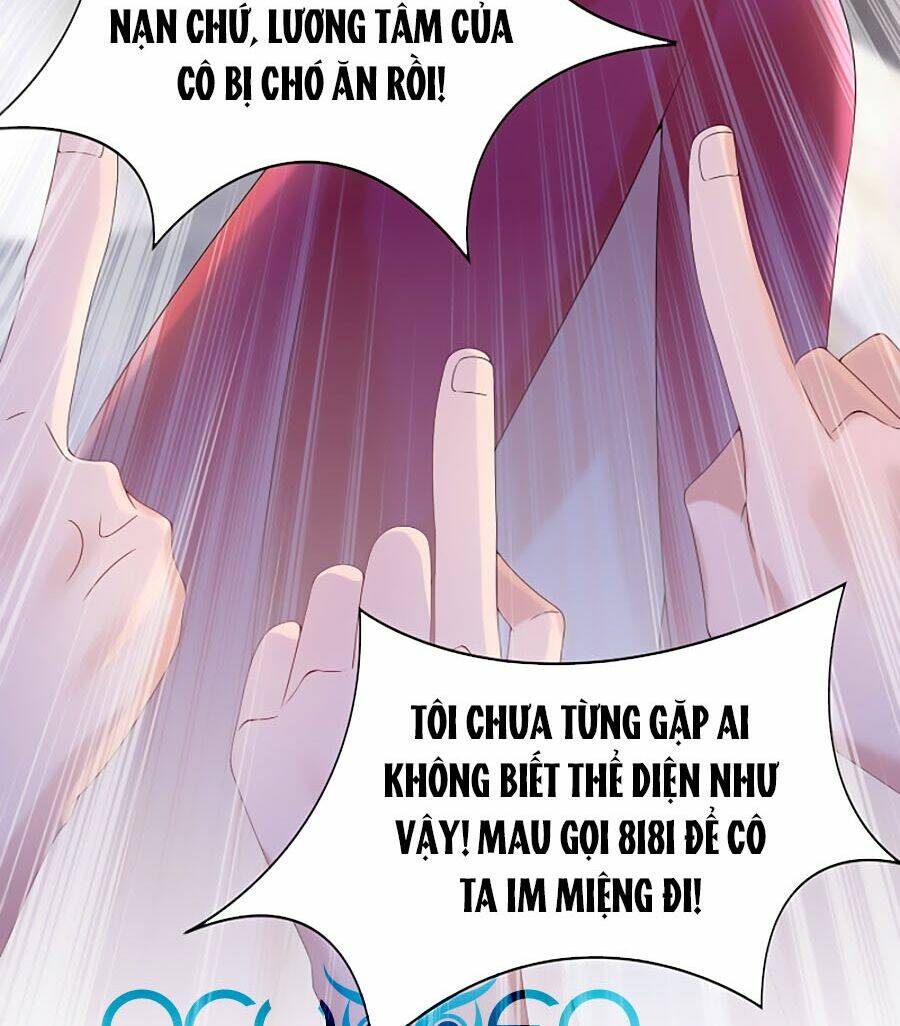 NẠN CHỨ, LƯƠNG TÂM CỦA
CÔ BỊ CHÓ ĂN RỒI!
TÔI CHƯA TỪNG GẶP AI
KHÔNG BIẾT THỂ DIỆN NHƯ
VẬY! MAU GỌI 8181 ĐỂ CÔ
TA IM MIỆNG ĐI!